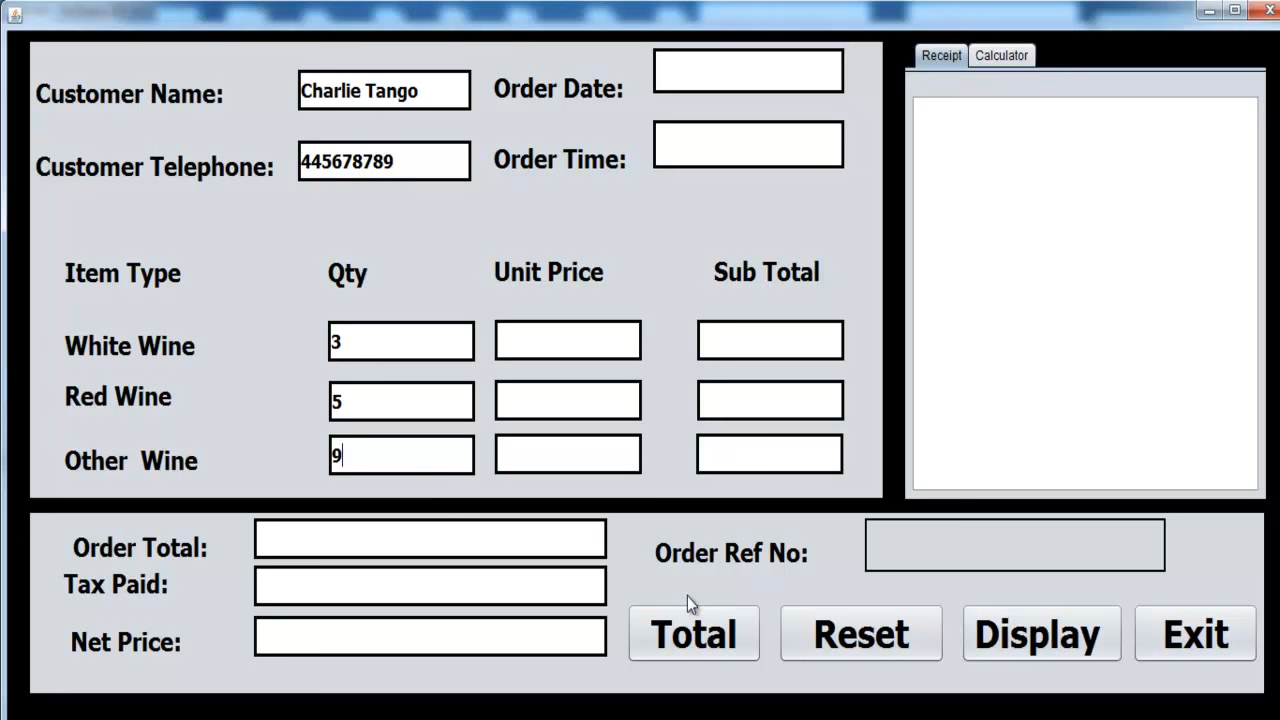 Customer Name: Charlie Tango Order Date:
Customer Telephone: 445678789 Order Time:
Item Type Qty Unit Price Sub Total
White Wine 3
Red Wine 5
Other Wine 9
Receipt Calculator
Order Total: Order Ref No:
Tax Paid:
Net Price:
Total Reset Display Exit